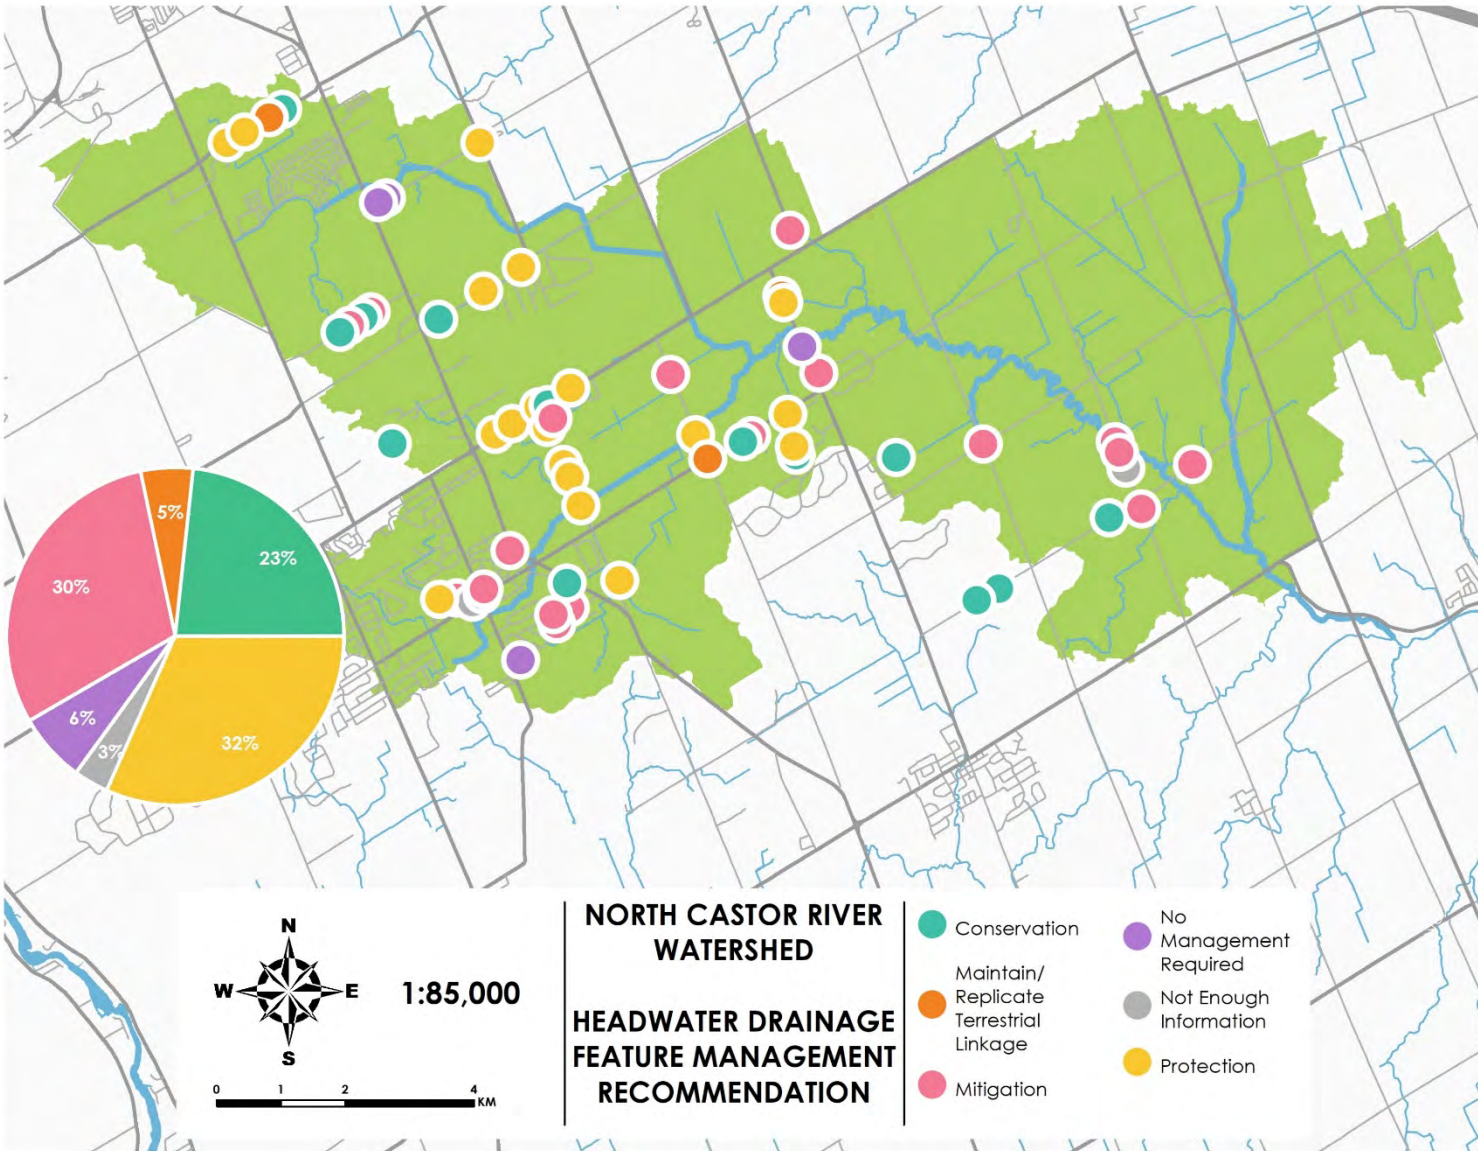 5%
23%
30%
6%
3%
32%
N
W
E
S
1:85,000
0 1 2 4
KM
NORTH CASTOR RIVER
WATERSHED
HEADWATER DRAINAGE
FEATURE MANAGEMENT
RECOMMENDATION
Conservation
Maintain/
Replicate
Terrestrial
Linkage
Mitigation
No
Management
Required
Not Enough
Information
Protection